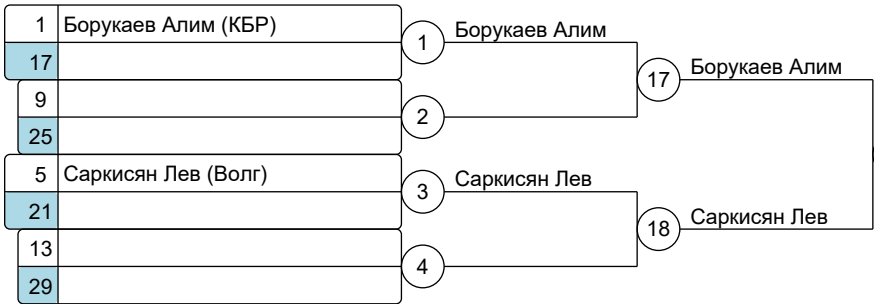 1 Борукаев Алим (КБР)
1 Борукаев Алим
17
17 Борукаев Алим
9
2
25
5 Саркисян Лев (Волг)
3 Саркисян Лев
21
18 Саркисян Лев
13
4
29